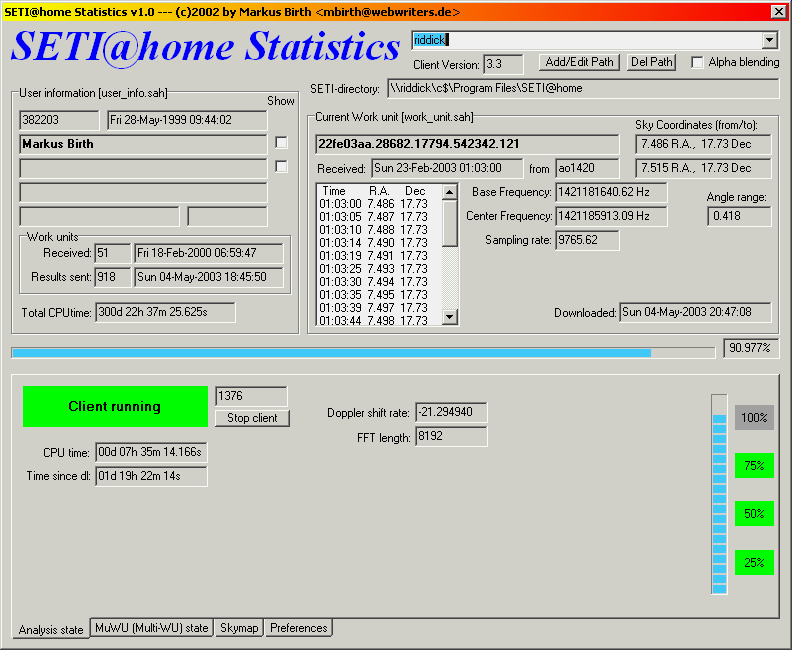 SETI@home Statistics v1.0 --- (c)2002 by Markus Birth <mbirth@webwriters.de>
SETI@home Statistics
riddick
Client Version: 3.3 Add/Edit Path Del Path Alpha blending
SETI-directory: \\riddick\c$\Program Files\SETI@home
User information [user_info.sah]
Show
382203 Fri 28-May-1999 09:44:02
Markus Birth
Work units
Received: 51 Fri 18-Feb-2000 06:59:47
Results sent: 918 Sun 04-May-2003 18:45:50
Total CPUtime: 300d 22h 37m 25.625s
Current Work unit [work_unit.sah]
Sky Coordinates (from/to):
22fe03aa.28682.17794.542342.121 7.486 R.A., 17.73 Dec
Received: Sun 23-Feb-2003 01:03:00 from ao1420 7.515 R.A., 17.73 Dec
Time R.A. Dec
01:03:00 7.486 17.73
01:03:05 7.487 17.73
01:03:10 7.488 17.73
01:03:14 7.490 17.73
01:03:19 7.491 17.73
01:03:25 7.493 17.73
01:03:30 7.494 17.73
01:03:35 7.495 17.73
01:03:39 7.497 17.73
01:03:44 7.498 17.73
Base Frequency: 1421181640.62 Hz
Center Frequency: 1421185913.09 Hz
Sampling rate: 9765.62
Angle range:
0.418
Downloaded: Sun 04-May-2003 20:47:08
90.977%
Client running
1376
Stop client
CPU time: 00d 07h 35m 14.166s
Time since dl: 01d 19h 22m 14s
Doppler shift rate: -21.294940
FFT length: 8192
100%
75%
50%
25%
Analysis state MuWU (Multi-WU) state Skymap Preferences